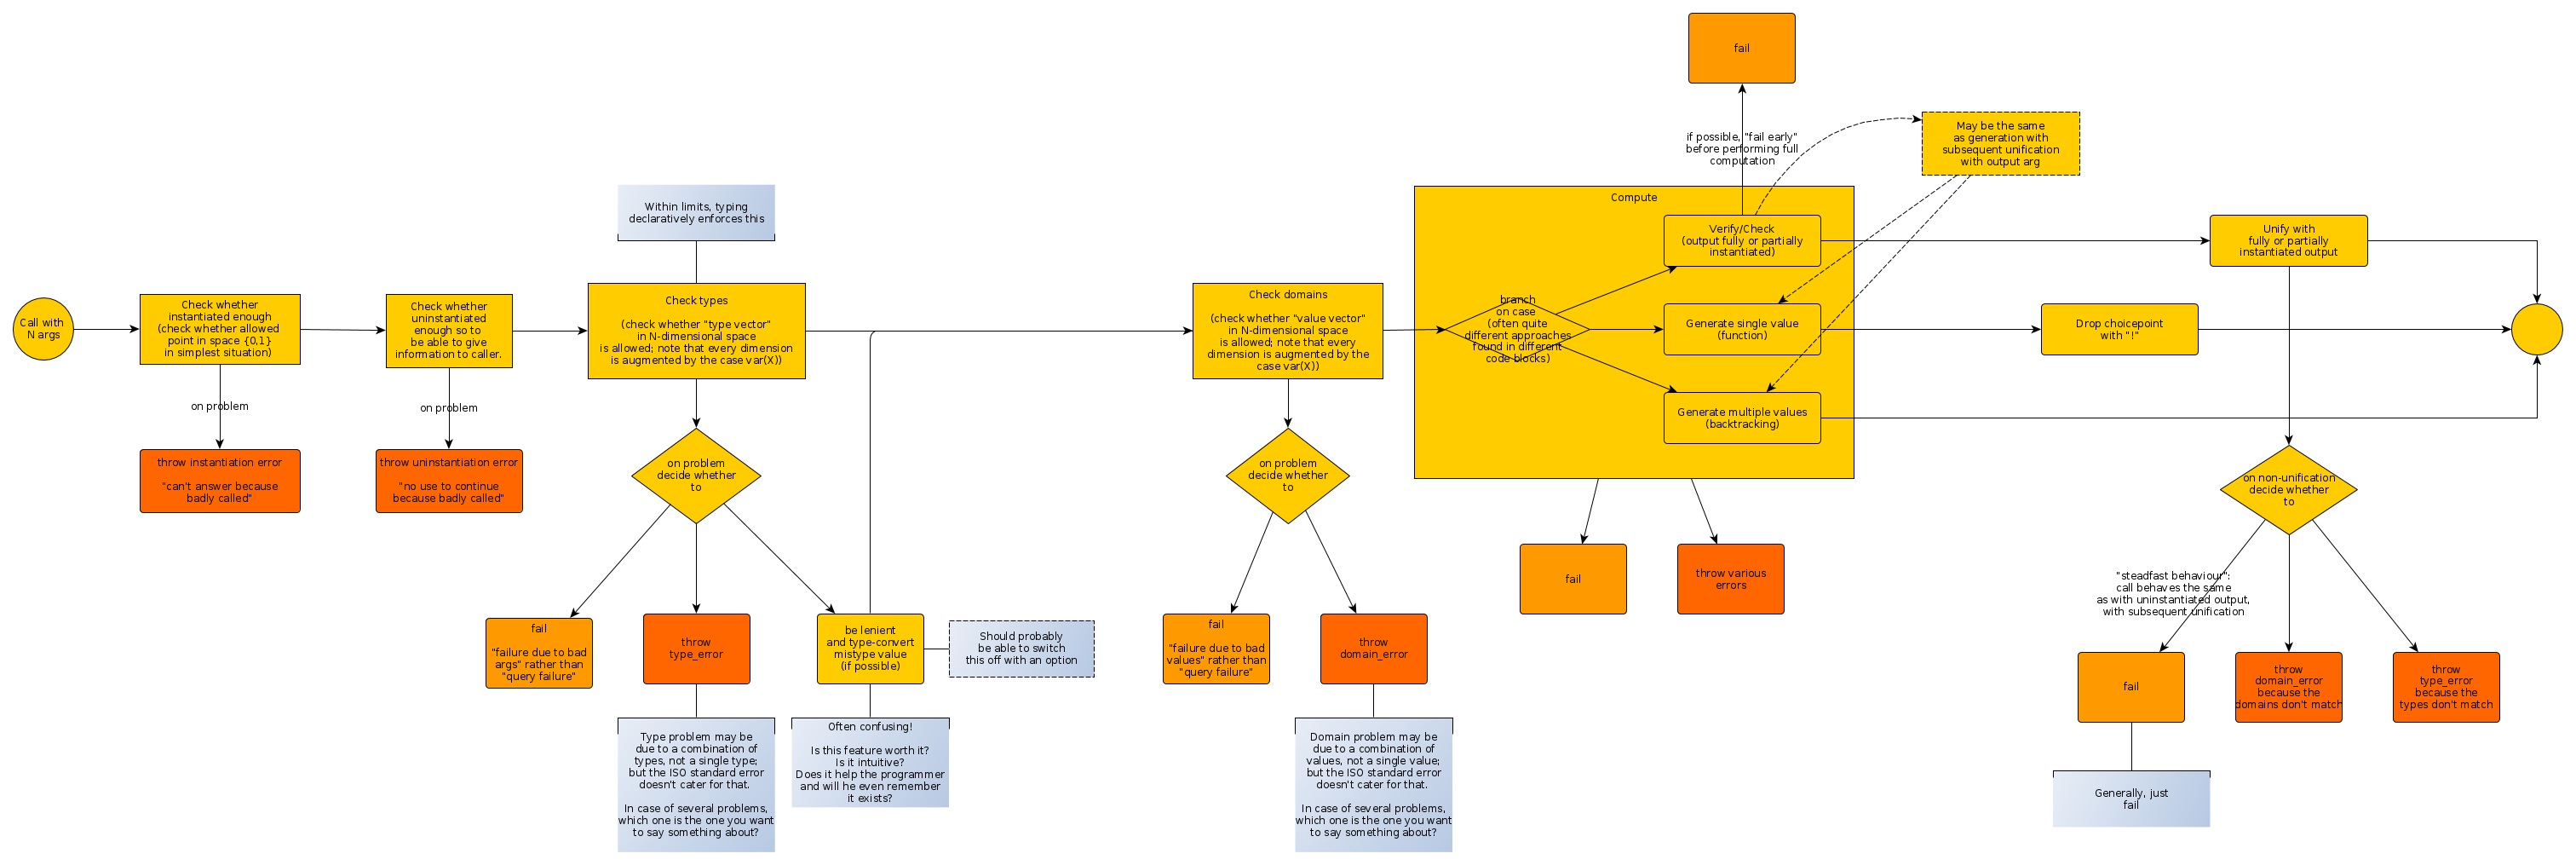 Call with
N args
Check whether
instantiated enough
(check whether allowed
point in space {0,1}
in simplest situation)
on problem
throw instantiation error
"can't answer because
badly called"
Check whether
uninstantiated
enough so to
be able to give
information to caller.
on problem
throw uninstantiation error
"no use to continue
because badly called"
Within limits, typing
declaratively enforces this
Check types
(check whether "type vector"
in N-dimensional space
is allowed; note that every dimension
is augmented by the case var(X))
on problem
decide whether
to
fail
"failure due to bad
args" rather than
"query failure"
throw
type_error
Type problem may be
due to a combination of
types, not a single type;
but the ISO standard error
doesn't cater for that.
In case of several problems,
which one is the one you want
to say something about?
be lenient
and type-convert
mistype value
(if possible)
Should probably
be able to switch
this off with an option
Often confusing!
Is this feature worth it?
Is it intuitive?
Does it help the programmer
and will he even remember
it exists?
Check domains
(check whether "value vector"
in N-dimensional space
is allowed; note that every
dimension is augmented by the
case var(X))
on problem
decide whether
to
fail
"failure due to bad
values" rather than
"query failure"
throw
domain_error
Domain problem may be
due to a combination of
values, not a single value;
but the ISO standard error
doesn't cater for that.
In case of several problems,
which one is the one you want
to say something about?
fail
if possible, "fail early"
before performing full
computation
May be the same
as generation with
subsequent unification
with output arg
Compute
branch
on case
(often quite
different approaches
found in different
code blocks)
Verify/Check
(output fully or partially
instantiated)
Generate single value
(function)
Generate multiple values
(backtracking)
fail
throw various
errors
Unify with
fully or partially
instantiated output
Drop choicepoint
with "!"
on non-unification
decide whether
to
"steadfast behaviour":
call behaves the same
as with uninstantiated output,
with subsequent unification
fail
Generally, just
fail
throw
domain_error
because the
domains don't match
throw
type_error
because the
types don't match